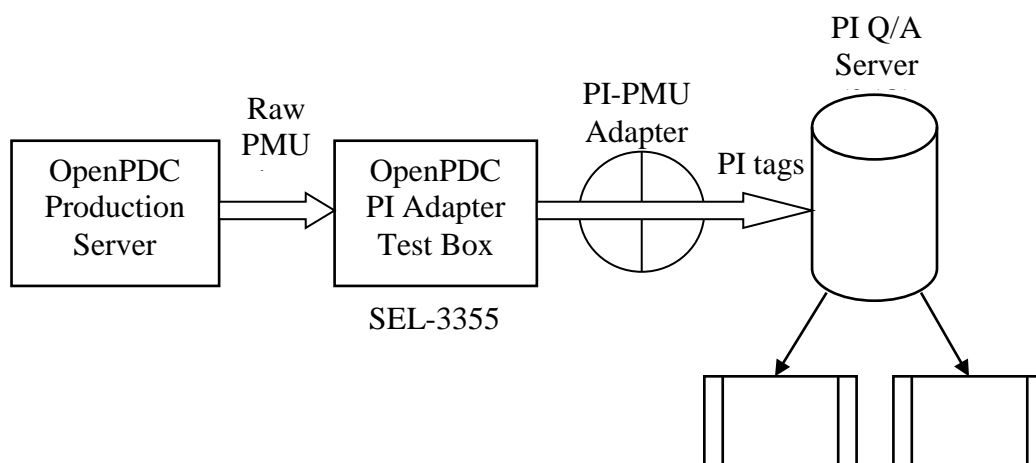 PI Q/A
Server
Raw
PMU
PI-PMU
Adapter
PI tags
OpenPDC
Production
Server
OpenPDC
PI Adapter
Test Box
SEL-3355